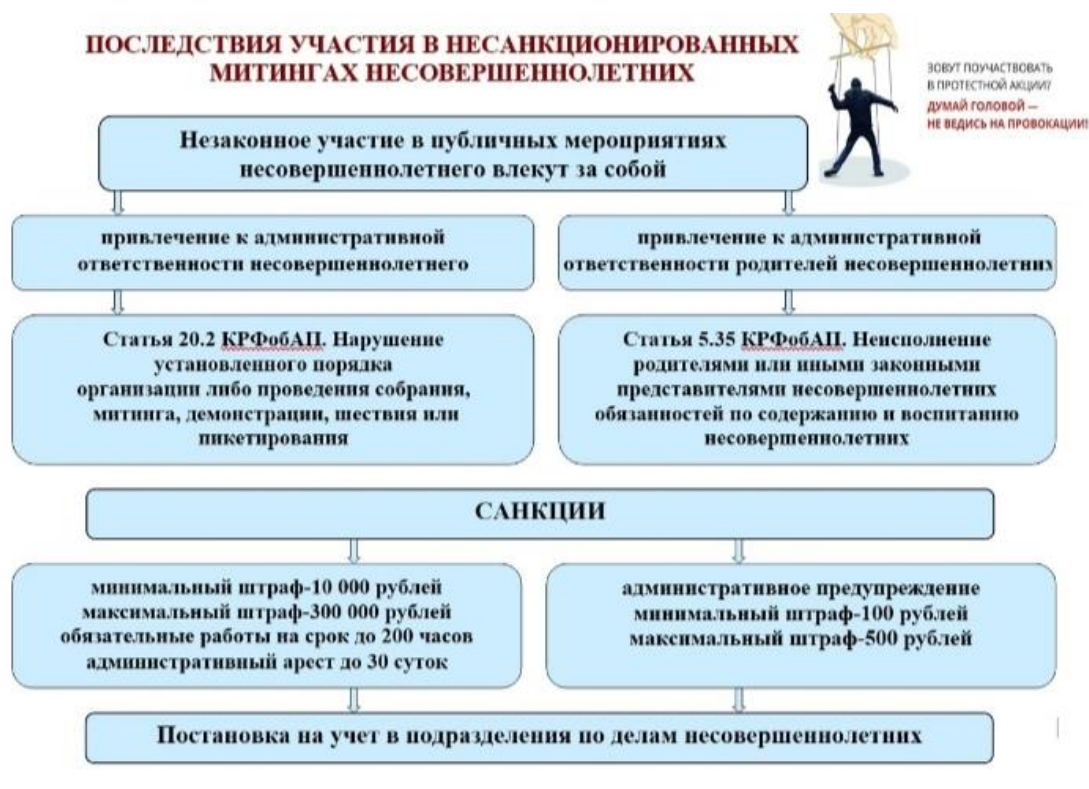 ПОСЛЕДСТВИЯ УЧАСТИЯ В НЕСАНКЦИОНИРОВАННЫХ
МИТИНГАХ НЕСОВЕРШЕННОЛЕТНИХ
ЗОВУТ ПОУЧАСТВОВАТЬ
В ПРОТЕСТНОЙ АКЦИИ?
ДУМАЙ ГОЛОВОЙ —
НЕ ВЕДИСЬ НА ПРОВОКАЦИИ!
Незаконное участие в публичных мероприятиях
несовершеннолетнего влекут за собой
привлечение к административной
ответственности несовершеннолетнего
привлечение к административной
ответственности родителей несовершеннолетних
Статья 20.2 КРФобАП. Нарушение
установленного порядка
организации либо проведения собрания,
митинга, демонстрации, шествия или
пикетирования
Статья 5.35 КРФобАП. Неисполнение
родителями или иными законными
представителями несовершеннолетних
обязанностей по содержанию и воспитанию
несовершеннолетних
САНКЦИИ
минимальный штраф-10 000 рублей
максимальный штраф-300 000 рублей
обязательные работы на срок до 200 часов
административный арест до 30 суток
административное предупреждение
минимальный штраф-100 рублей
максимальный штраф-500 рублей
Постановка на учет в подразделения по делам несовершеннолетних